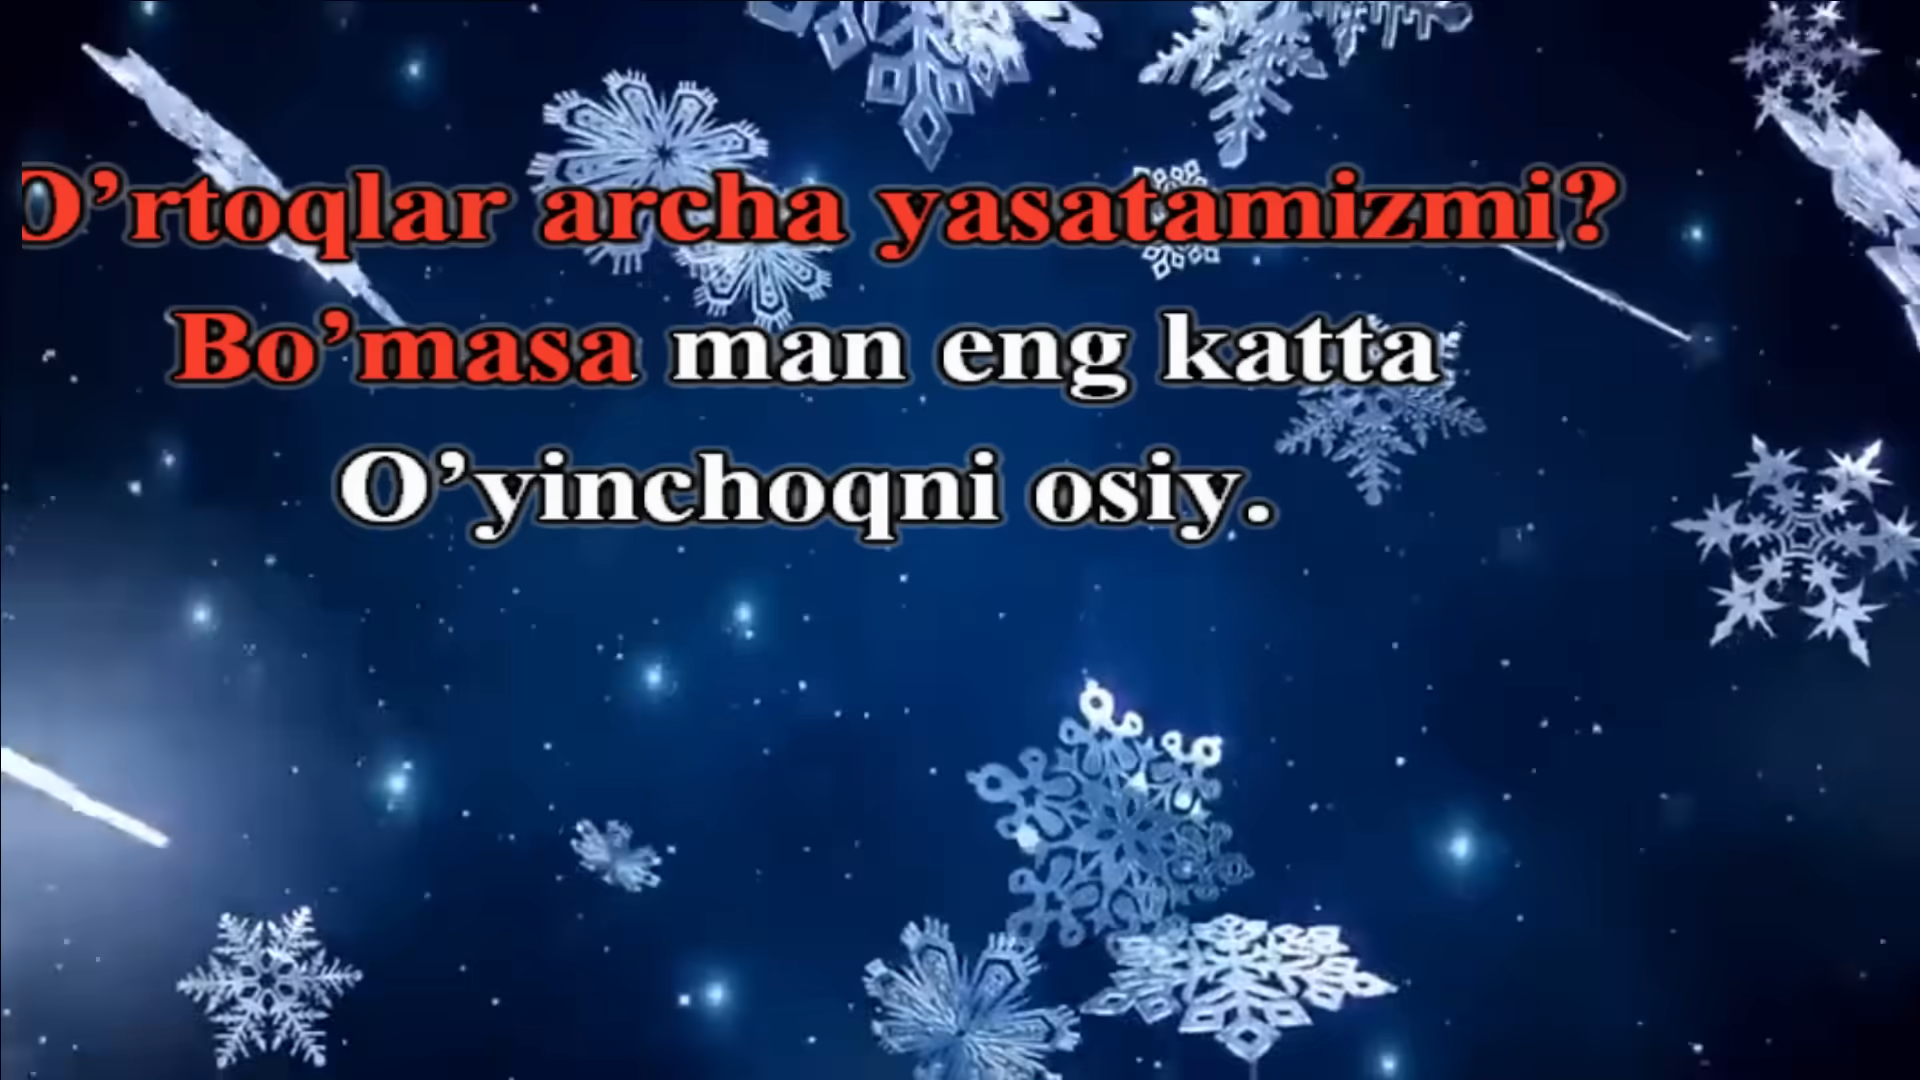 O’rtoqlar archa yasatamizmi?
Bo’masa man eng katta
O’yinchoqni osiy.